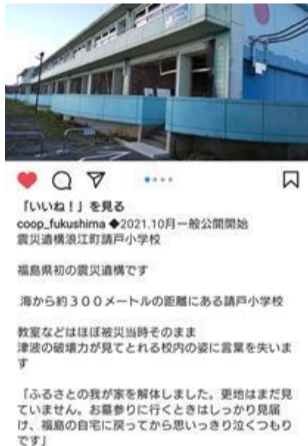 「いいね！」を見る
coop_fukushima ◆2021.10月一般公開開始
震災遺構浪江町請戸小学校
福島県初の震災遺構です
海から約３００メートルの距離にある請戸小学校
教室などはほぼ被災当時そのまま
津波の破壊力が見てとれる校内の姿に言葉を失いま
す
「ふるさとの我が家を解体しました。更地はまだ見
ていません。お墓参りに行くときはしっかり見届
け、福島の自宅に戻ってから思いっきり泣くつもり
です」